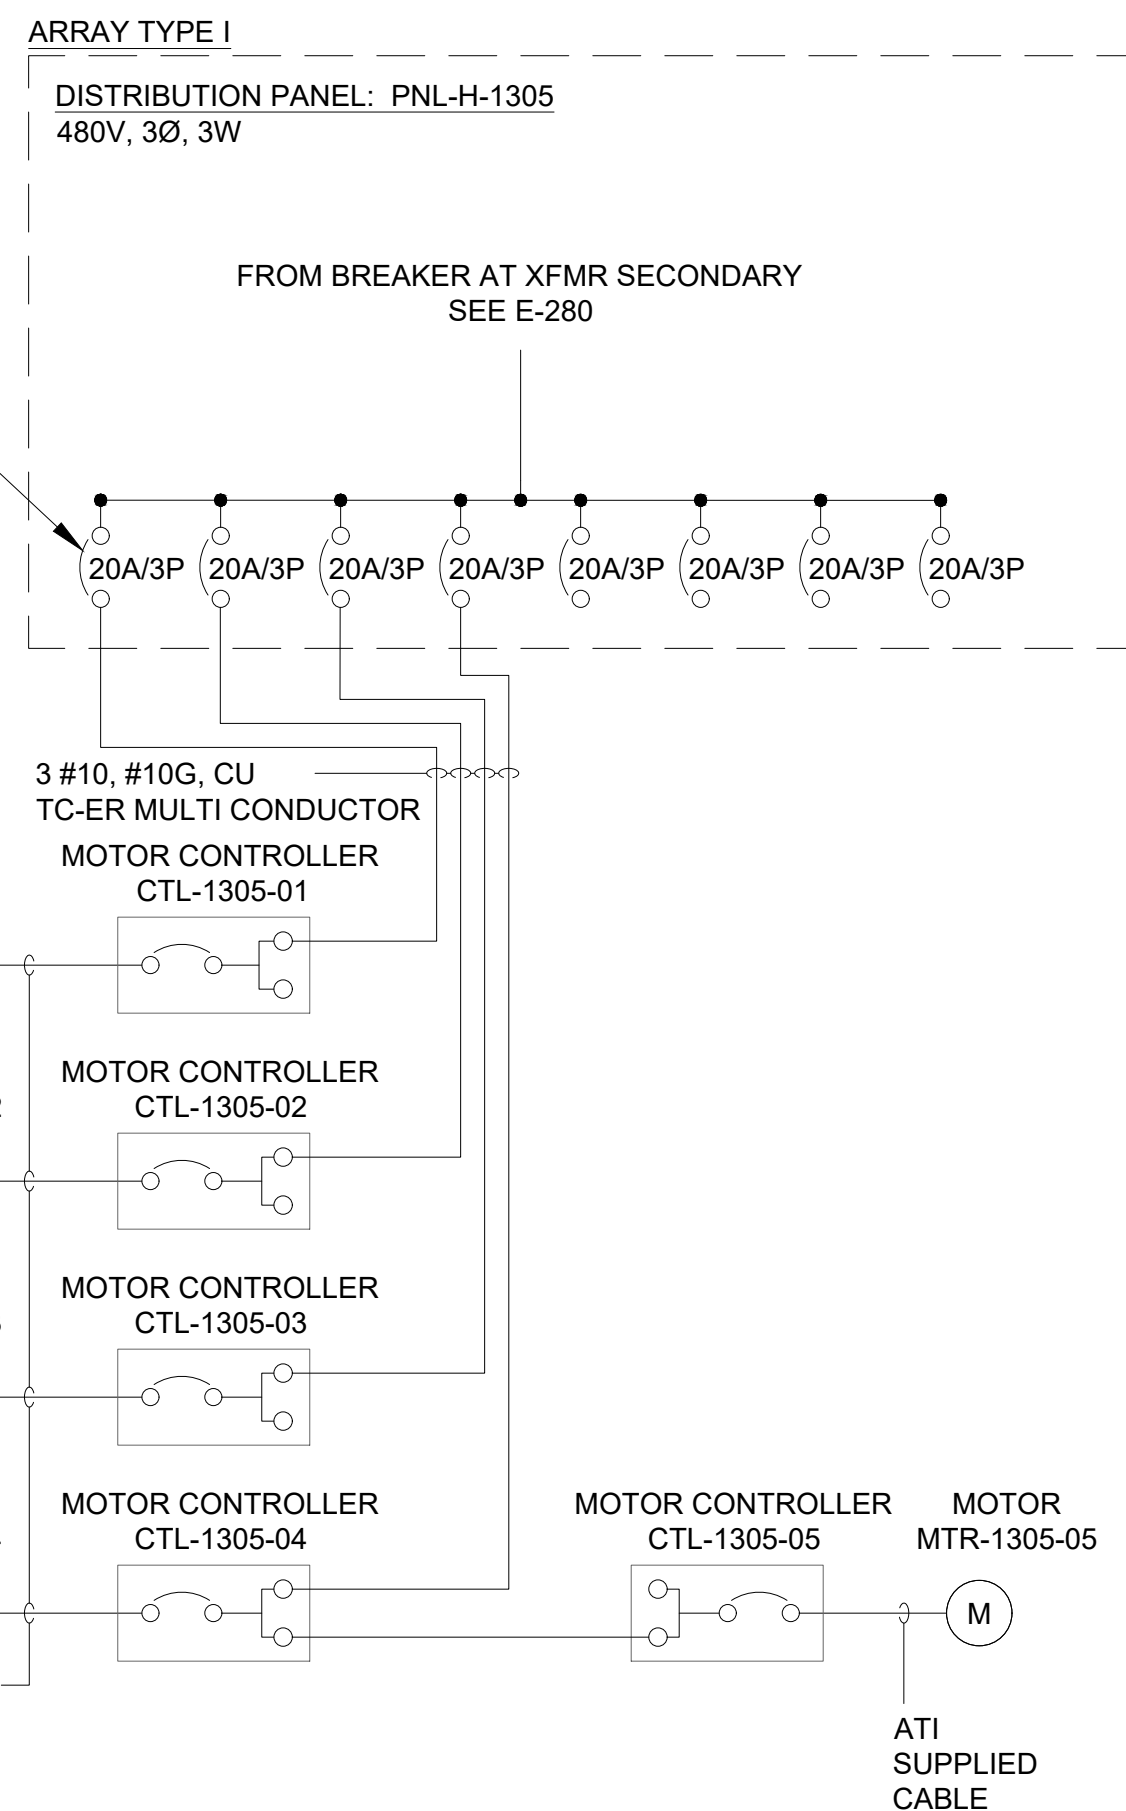 ARRAY TYPE I
DISTRIBUTION PANEL: PNL-H-1305
480V, 3Ø, 3W
FROM BREAKER AT XFMR SECONDARY
SEE E-280
20A/3P 20A/3P 20A/3P 20A/3P 20A/3P 20A/3P 20A/3P 20A/3P
3 #10, #10G, CU
TC-ER MULTI CONDUCTOR
MOTOR CONTROLLER
CTL-1305-01
MOTOR CONTROLLER
CTL-1305-02
MOTOR CONTROLLER
CTL-1305-03
MOTOR CONTROLLER
CTL-1305-04
MOTOR CONTROLLER
CTL-1305-05
MOTOR
MTR-1305-05
M
ATI
SUPPLIED
CABLE